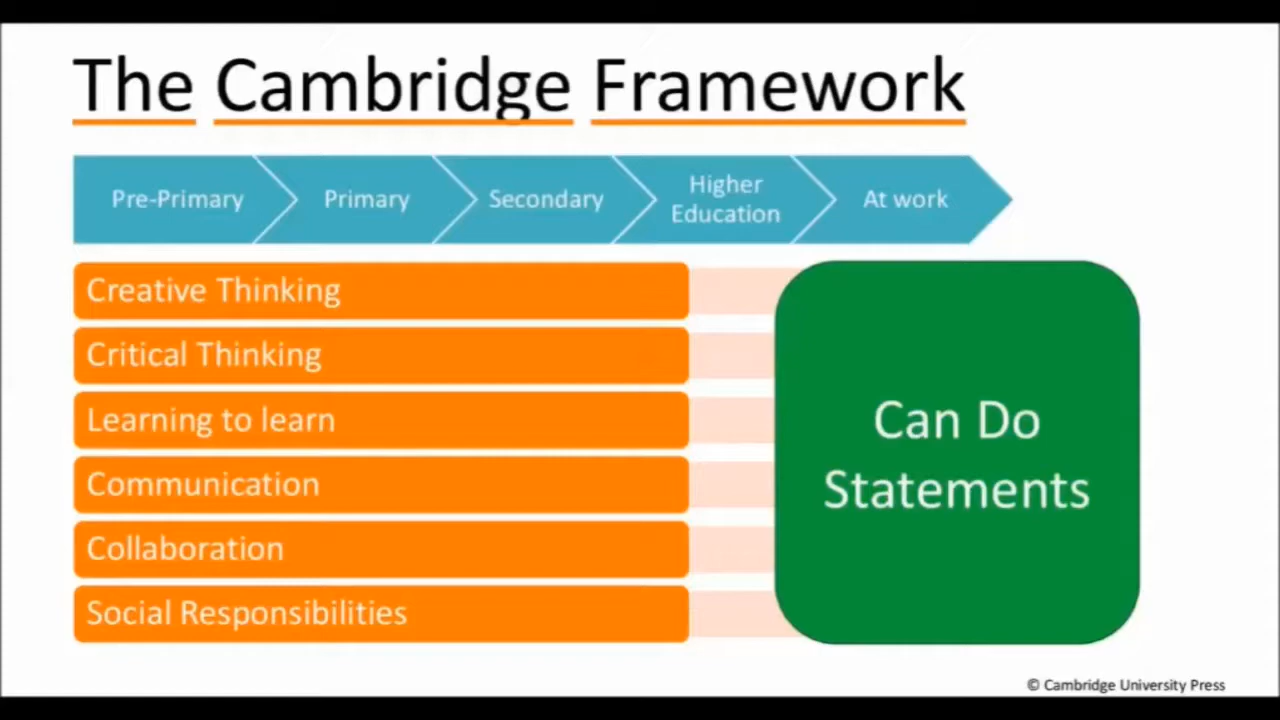 The Cambridge Framework
Pre-Primary
Primary
Secondary
Higher
Education
At work
Creative Thinking
Critical Thinking
Learning to learn
Communication
Collaboration
Social Responsibilities
Can Do
Statements
© Cambridge University Press